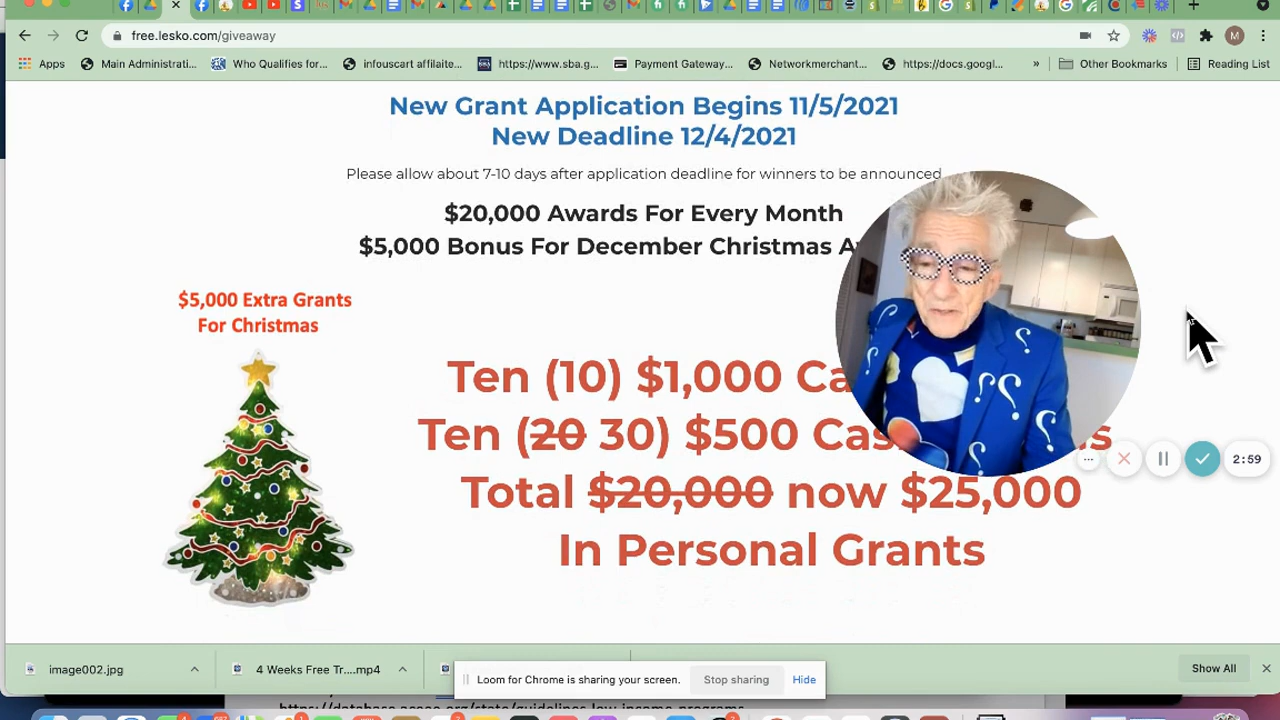 free.lesko.com/giveaway
M
Apps
Main Administrati...
Who Qualifies for...
infouscart affilaite...
https://www.sba.g...
Payment Gateway...
Networkmerchant...
https://docs.googl...
»
Other Bookmarks
Reading List
New Grant Application Begins 11/5/2021
New Deadline 12/4/2021
Please allow about 7-10 days after application deadline for winners to be announced
$20,000 Awards For Every Month
$5,000 Bonus For December Christmas
$5,000 Extra Grants
For Christmas
Ten (10) $1,000
Ten (20 30) $500
Total $20,000 now $25,000
In Personal Grants
2:59
image002.jpg
4 Weeks Free Tr....mp4
Show All
Loom for Chrome is sharing your screen.
Stop sharing
Hide